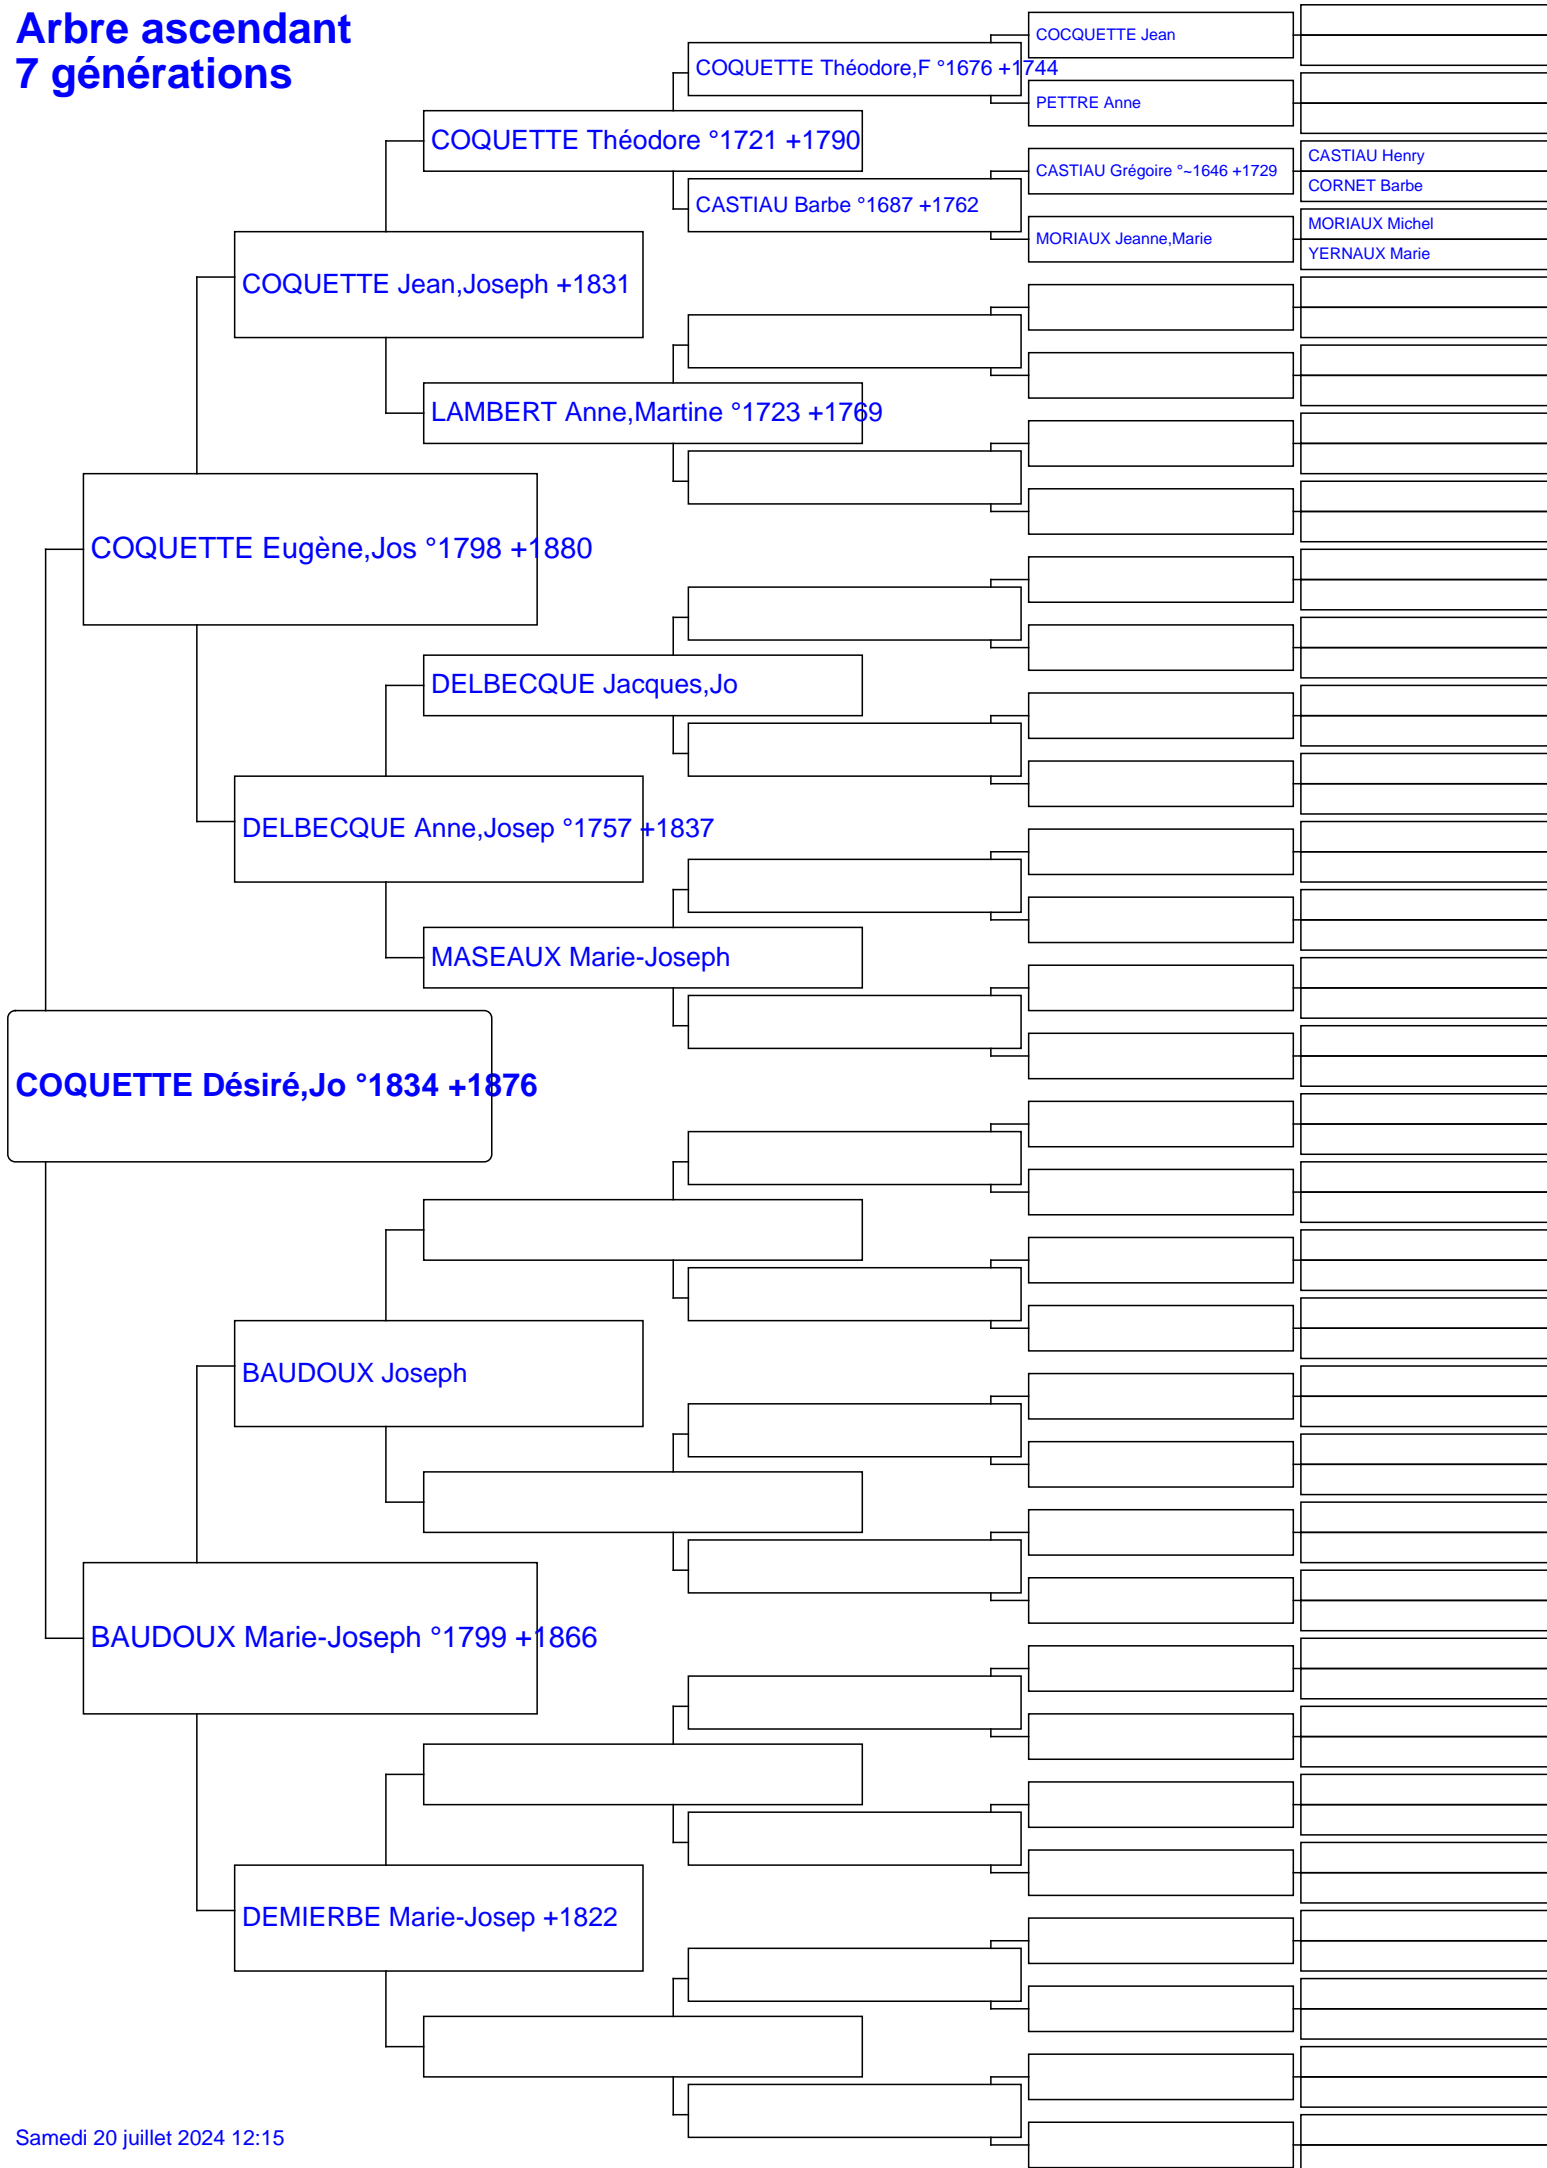 Arbre ascendant
7 générations
COCQUETTE Jean
COQUETTE Théodore,F °1676 +1744
PETTRE Anne
COQUETTE Théodore °1721 +1790
CASTIAU Henry
CASTIAU Grégoire °~1646 +1729
CORNET Barbe
CASTIAU Barbe °1687 +1762
MORIAUX Michel
MORIAUX Jeanne,Marie
YERNAUX Marie
COQUETTE Jean,Joseph +1831
LAMBERT Anne,Martine °1723 +1769
COQUETTE Eugène,Jos °1798 +1880
DELBECQUE Jacques,Jo
DELBECQUE Anne,Josep °1757 +1837
MASEAUX Marie-Joseph
COQUETTE Désiré,Jo °1834 +1876
BAUDOUX Joseph
BAUDOUX Marie-Joseph °1799 +1866
DEMIERBE Marie-Josep +1822
Samedi 20 juillet 2024 12:15